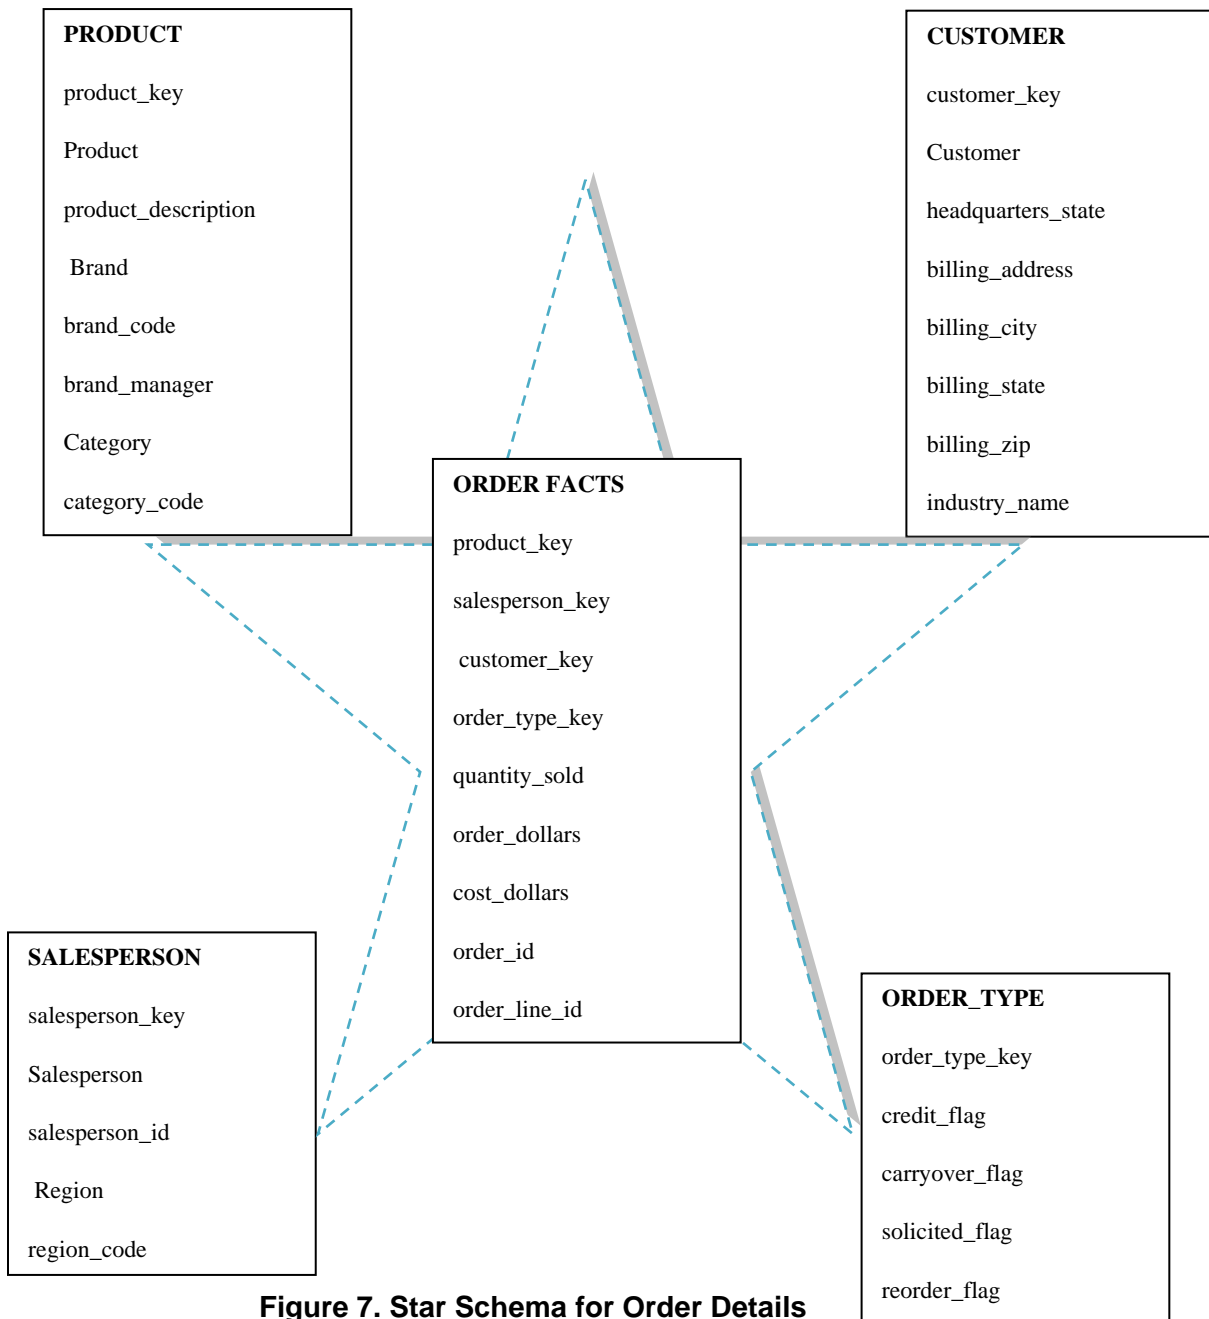 PRODUCT
product_key
Product
product_description
Brand
brand_code
brand_manager
Category
category_code
CUSTOMER
customer_key
Customer
headquarters_state
billing_address
billing_city
billing_state
billing_zip
industry_name
ORDER FACTS
product_key
salesperson_key
customer_key
order_type_key
quantity_sold
order_dollars
cost_dollars
order_id
order_line_id
SALESPERSON
salesperson_key
Salesperson
salesperson_id
Region
region_code
ORDER_TYPE
order_type_key
credit_flag
carryover_flag
solicited_flag
reorder_flag
Figure 7. Star Schema for Order Details